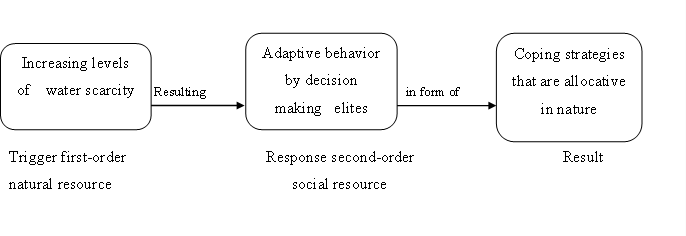 Increasing levels
of water scarcity
Resulting
Adaptive behavior
by decision
making elites
in form of
Coping strategies
that are allocative
in nature
Trigger first-order
natural resource
Response second-order
social resource
Result